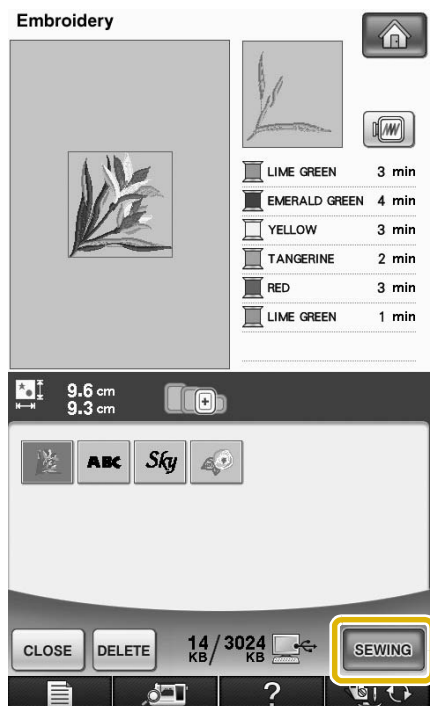 Embroidery
LIME GREEN 3 min
EMERALD GREEN 4 min
YELLOW 3 min
TANGERINE 2 min
RED 3 min
LIME GREEN 1 min
9.6 cm
9.3 cm
ABC Sky
CLOSE DELETE 14 KB / 3024 KB SEWING
?